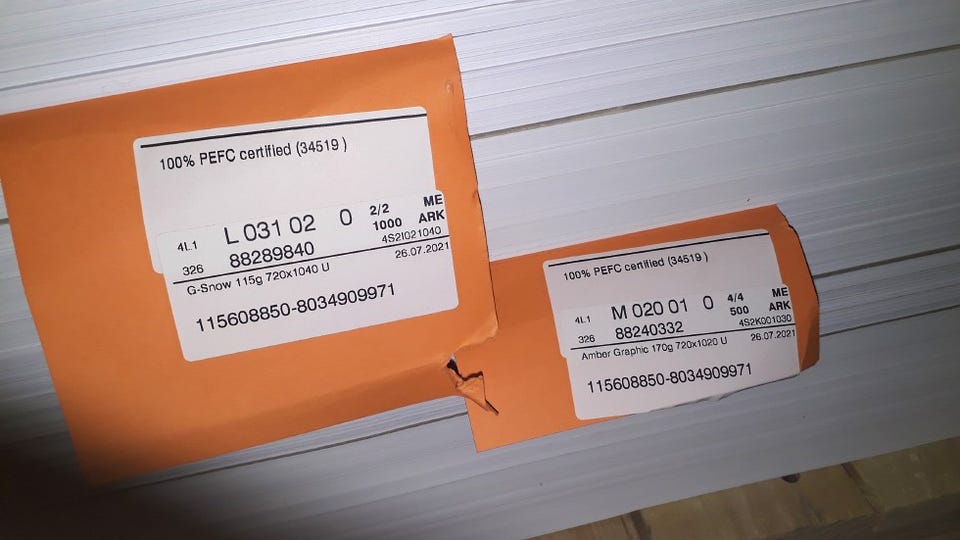 100% PEFC certified (34519 )
4L1 L 031 02 0 2/2 ME
1000 ARK
326 88289840 4S2I021040
G-Snow 115g 720x1040 U 26.07.2021
115608850-8034909971
100% PEFC certified (34519 )
4L1 M 020 01 0 4/4 ME
500 ARK
326 88240332 4S2K001030
Amber Graphic 170g 720x1020 U 26.07.2021
115608850-8034909971